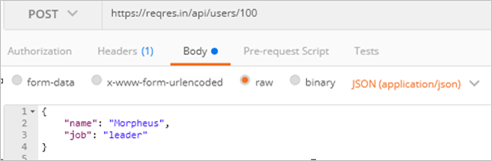 POST https://reqres.in/api/users/100
Authorization Headers (1) Body Pre-request Script Tests
form-data x-www-form-urlencoded raw binary JSON (application/json)
1 {
2 "name": "Morpheus",
3 "job": "leader"
4 }
5